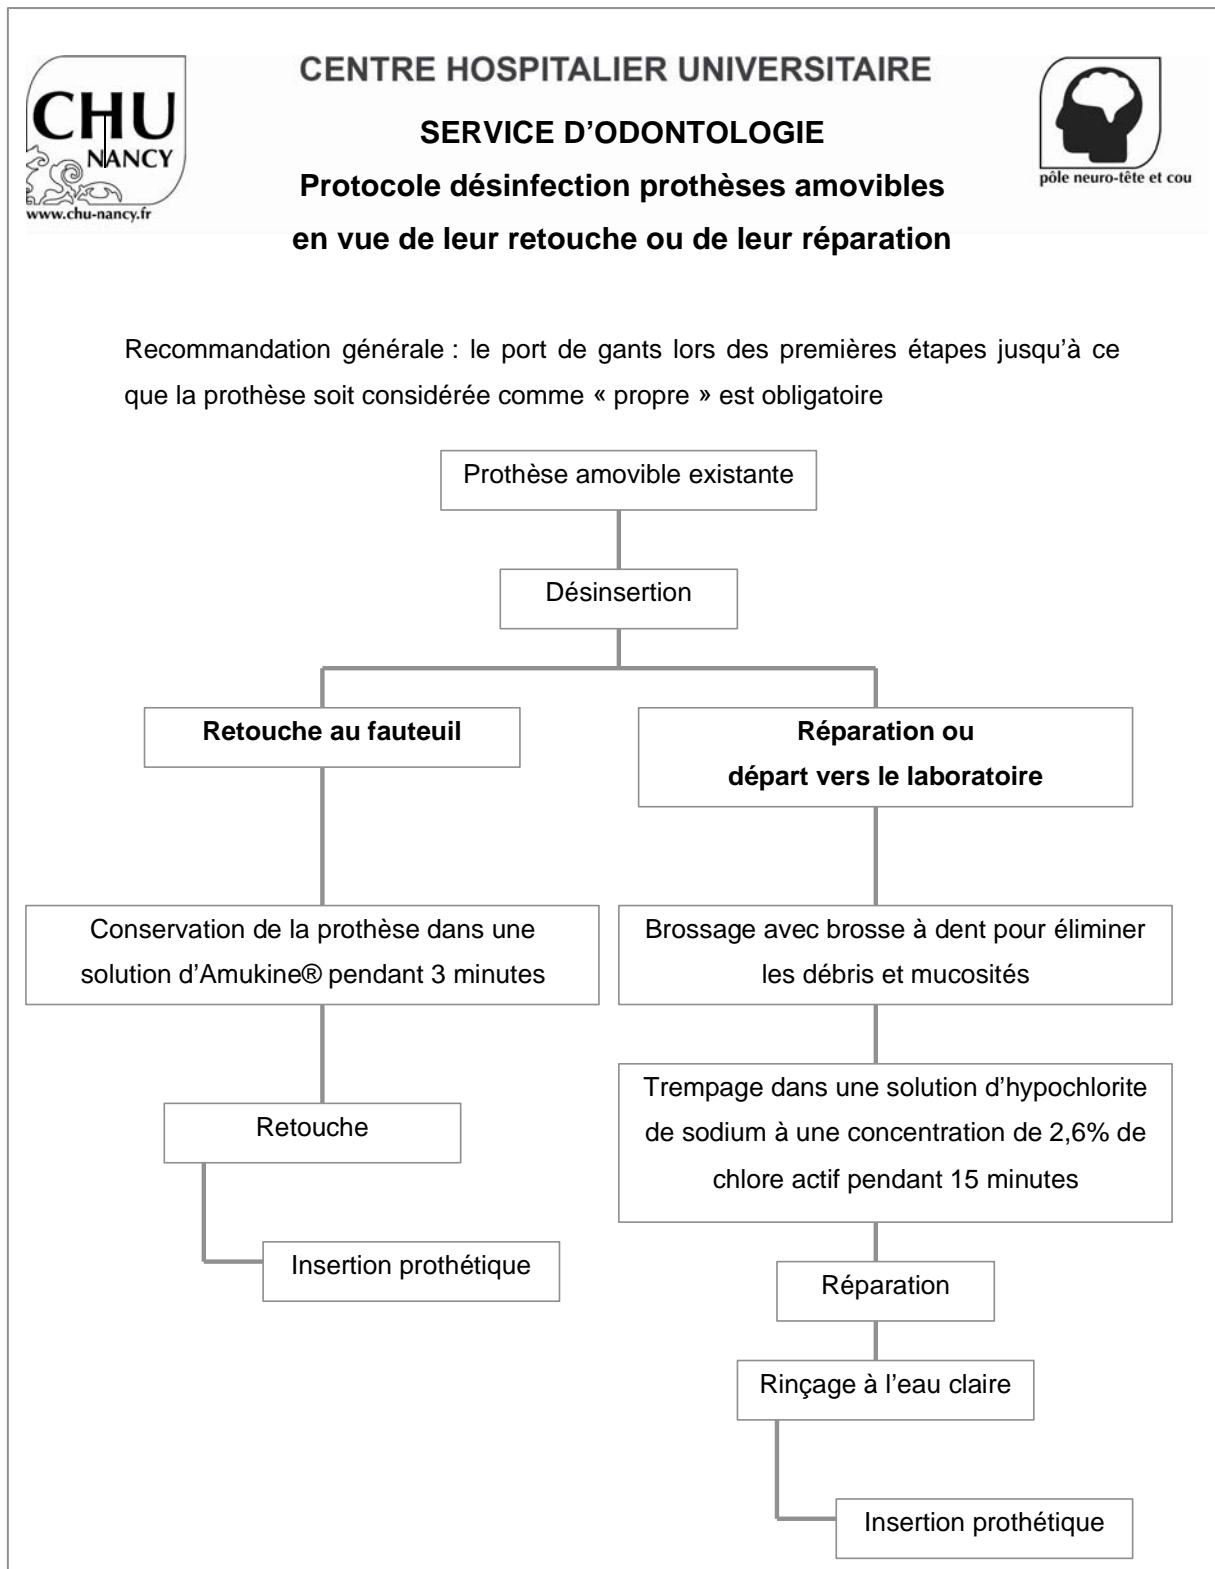 CHU
NANCY
www.chu-nancy.fr
CENTRE HOSPITALIER UNIVERSITAIRE
SERVICE D'ODONTOLOGIE
Protocole désinfection prothèses amovibles
en vue de leur retouche ou de leur réparation
pôle neuro-tête et cou
Recommandation générale : le port de gants lors des premières étapes jusqu'à ce
que la prothèse soit considérée comme « propre » est obligatoire
Prothèse amovible existante
Désinsertion
Retouche au fauteuil
Conservation de la prothèse dans une
solution d'Amukine® pendant 3 minutes
Retouche
Insertion prothétique
Réparation ou
départ vers le laboratoire
Brossage avec brosse à dent pour éliminer
les débris et mucosités
Trempage dans une solution d'hypochlorite
de sodium à une concentration de 2,6% de
chlore actif pendant 15 minutes
Réparation
Rinçage à l'eau claire
Insertion prothétique